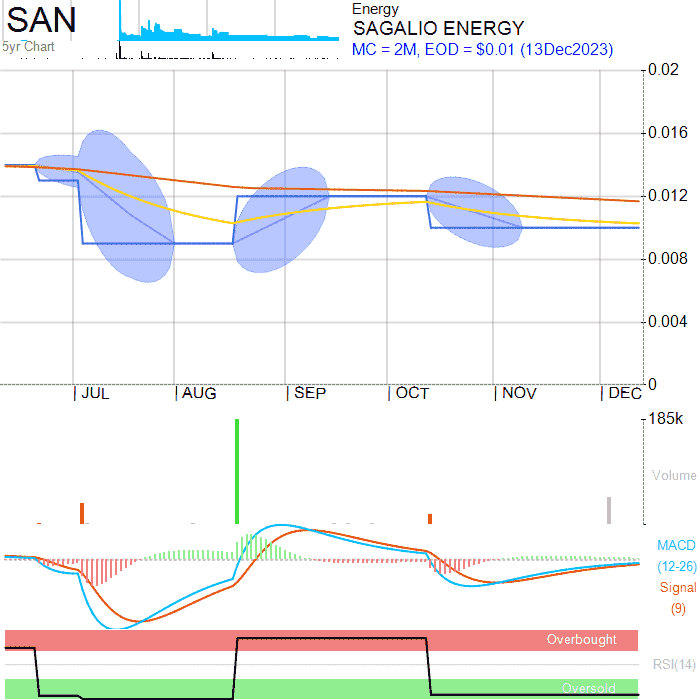 SAN
5yr Chart
Energy
SAGALIO ENERGY
MC = 2M, EOD = $0.01 (13Dec2023)
0.02
0.016
0.012
0.008
0.004
0
JUL AUG SEP OCT NOV DEC
185k
Volume
MACD
(12-26)
Signal
(9)
Overbought
RSI(14)
Oversold